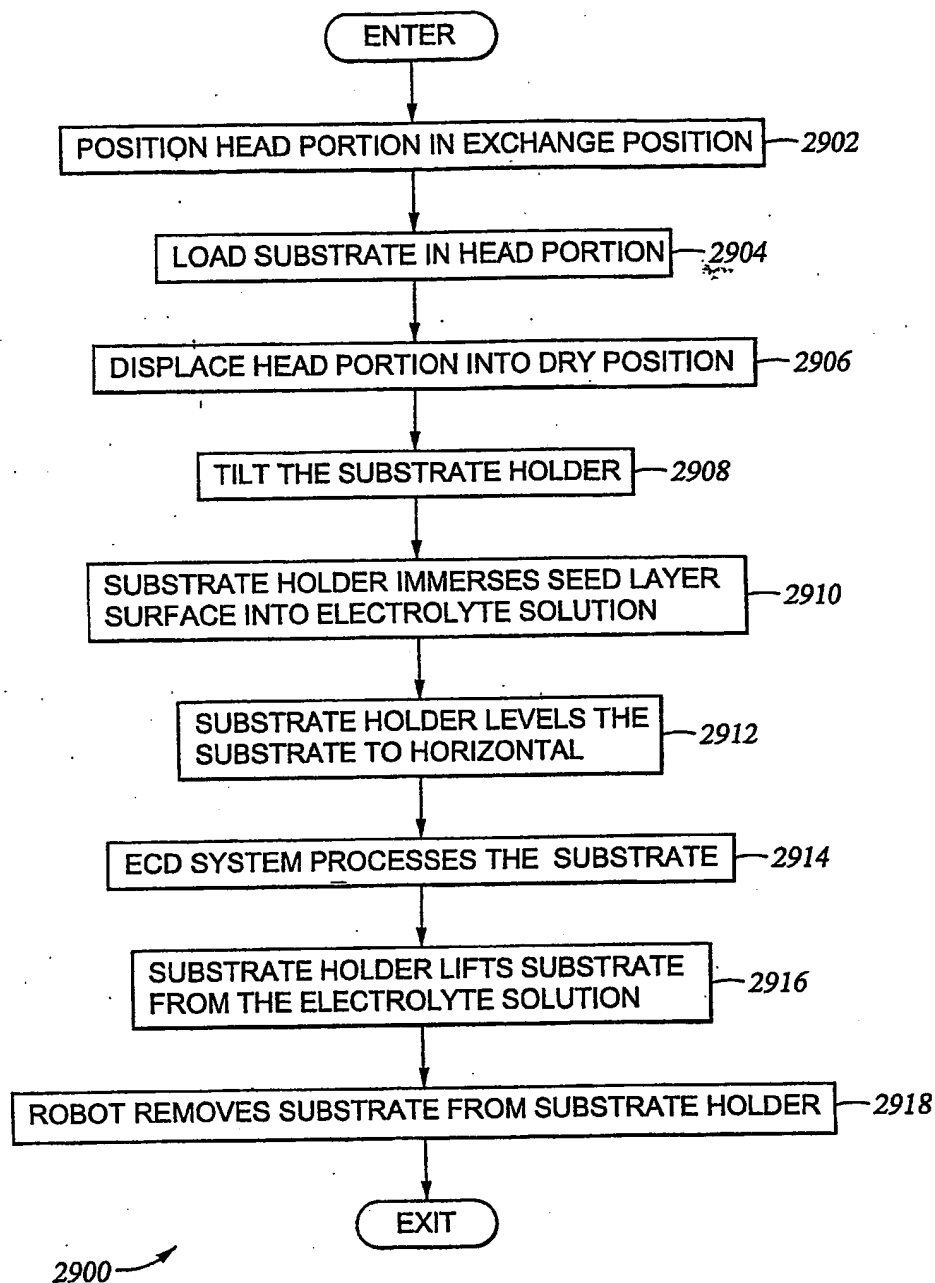 ENTER
POSITION HEAD PORTION IN EXCHANGE POSITION
2902
LOAD SUBSTRATE IN HEAD PORTION
2904
DISPLACE HEAD PORTION INTO DRY POSITION
2906
TILT THE SUBSTRATE HOLDER
2908
SUBSTRATE HOLDER IMMERSES SEED LAYER
SURFACE INTO ELECTROLYTE SOLUTION
2910
SUBSTRATE HOLDER LEVELS THE
SUBSTRATE TO HORIZONTAL
2912
ECD SYSTEM PROCESSES THE SUBSTRATE
2914
SUBSTRATE HOLDER LIFTS SUBSTRATE
FROM THE ELECTROLYTE SOLUTION
2916
ROBOT REMOVES SUBSTRATE FROM SUBSTRATE HOLDER
2918
EXIT
2900